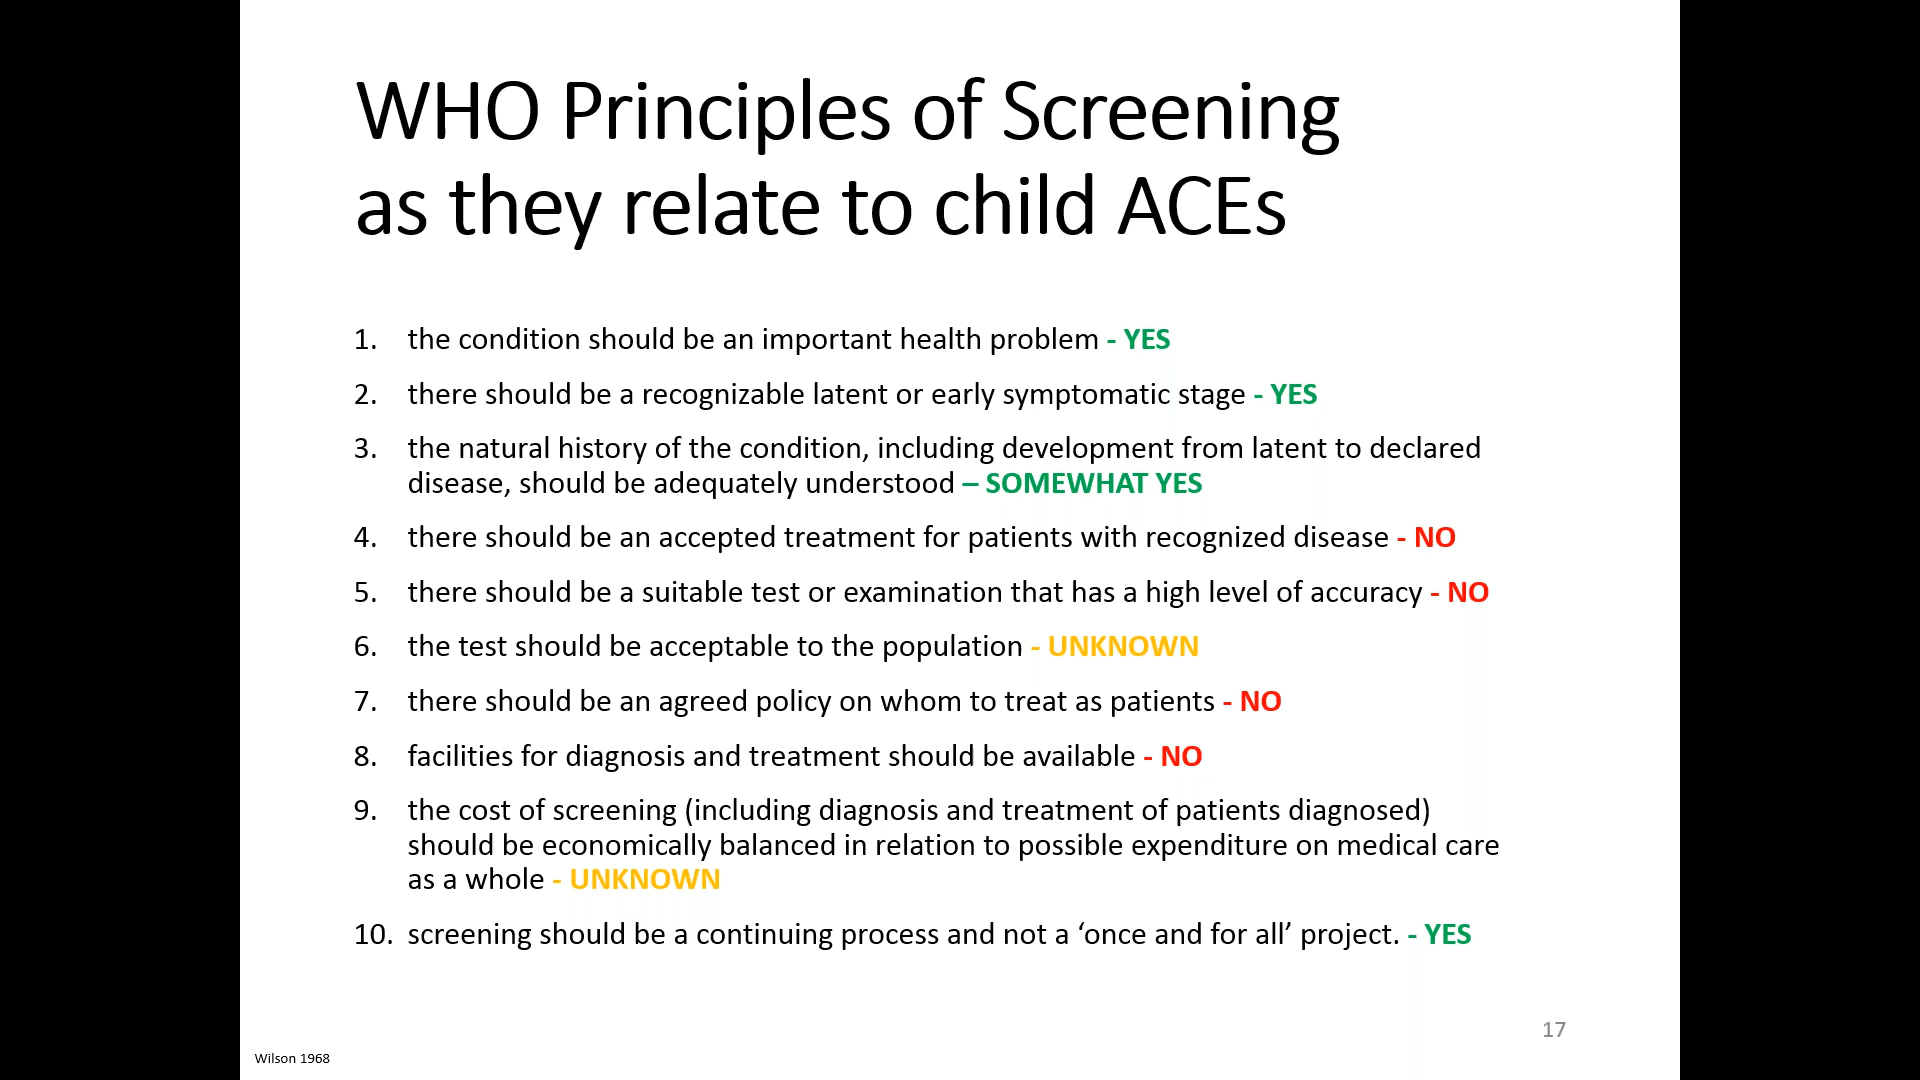 WHO Principles of Screening
as they relate to child ACEs
1. the condition should be an important health problem - YES
2. there should be a recognizable latent or early symptomatic stage - YES
3. the natural history of the condition, including development from latent to declared
disease, should be adequately understood – SOMEWHAT YES
4. there should be an accepted treatment for patients with recognized disease - NO
5. there should be a suitable test or examination that has a high level of accuracy - NO
6. the test should be acceptable to the population - UNKNOWN
7. there should be an agreed policy on whom to treat as patients - NO
8. facilities for diagnosis and treatment should be available - NO
9. the cost of screening (including diagnosis and treatment of patients diagnosed)
should be economically balanced in relation to possible expenditure on medical care
as a whole - UNKNOWN
10. screening should be a continuing process and not a ‘once and for all’ project. - YES
17
Wilson 1968